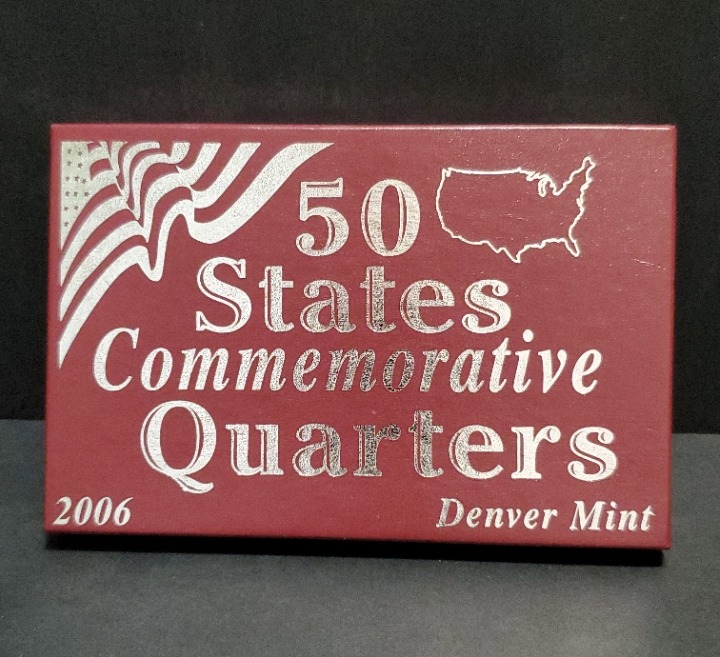 50
States
Commemorative
Quarters
2006 Denver Mint